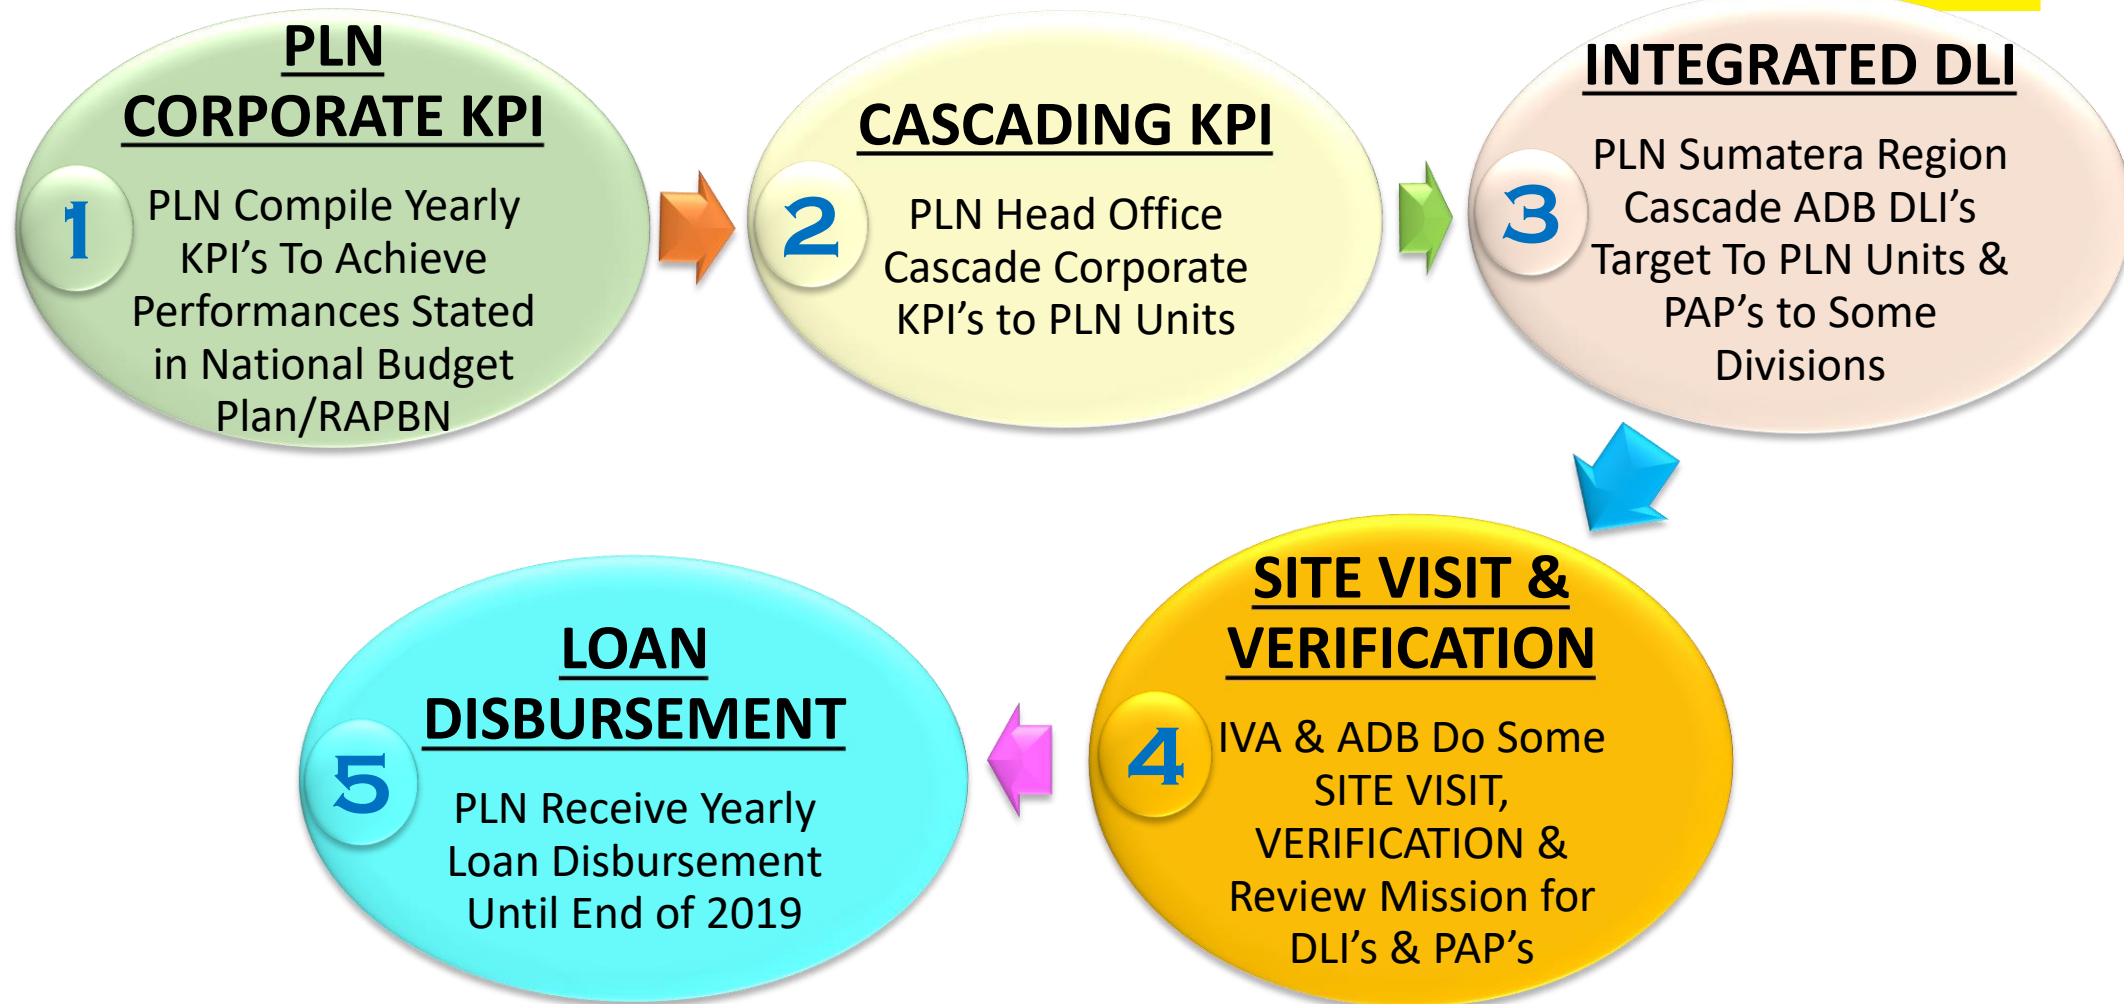 PLN
CORPORATE KPI
1
PLN Compile Yearly
KPI’s To Achieve
Performances Stated
in National Budget
Plan/RAPBN
CASCADING KPI
2
PLN Head Office
Cascade Corporate
KPI’s to PLN Units
INTEGRATED DLI
3
PLN Sumatera Region
Cascade ADB DLI’s
Target To PLN Units &
PAP’s to Some
Divisions
SITE VISIT &
VERIFICATION
4
IVA & ADB Do Some
SITE VISIT,
VERIFICATION &
Review Mission for
DLI’s & PAP’s
LOAN
DISBURSEMENT
5
PLN Receive Yearly
Loan Disbursement
Until End of 2019